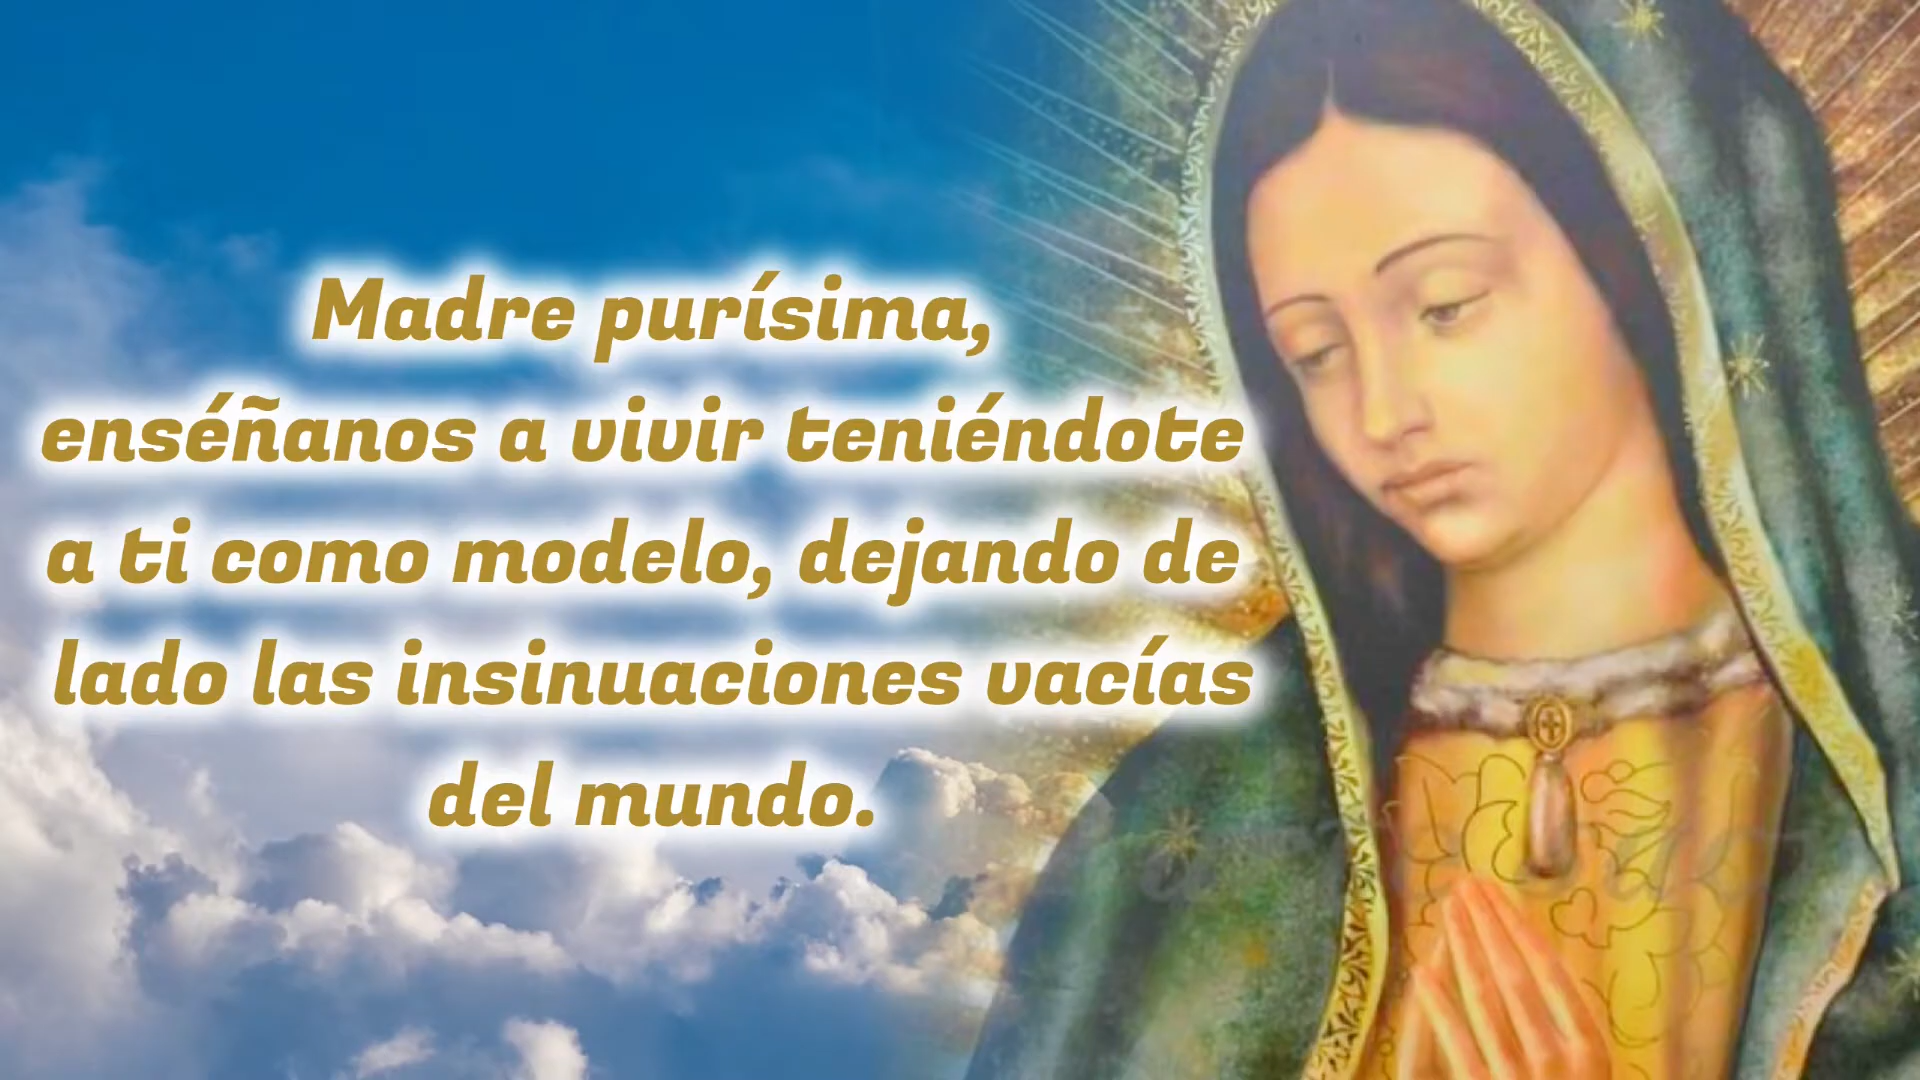 Madre purísima,
enséñanos a vivir teniéndote
a ti como modelo, dejando de
lado las insinuaciones vacías
del mundo.